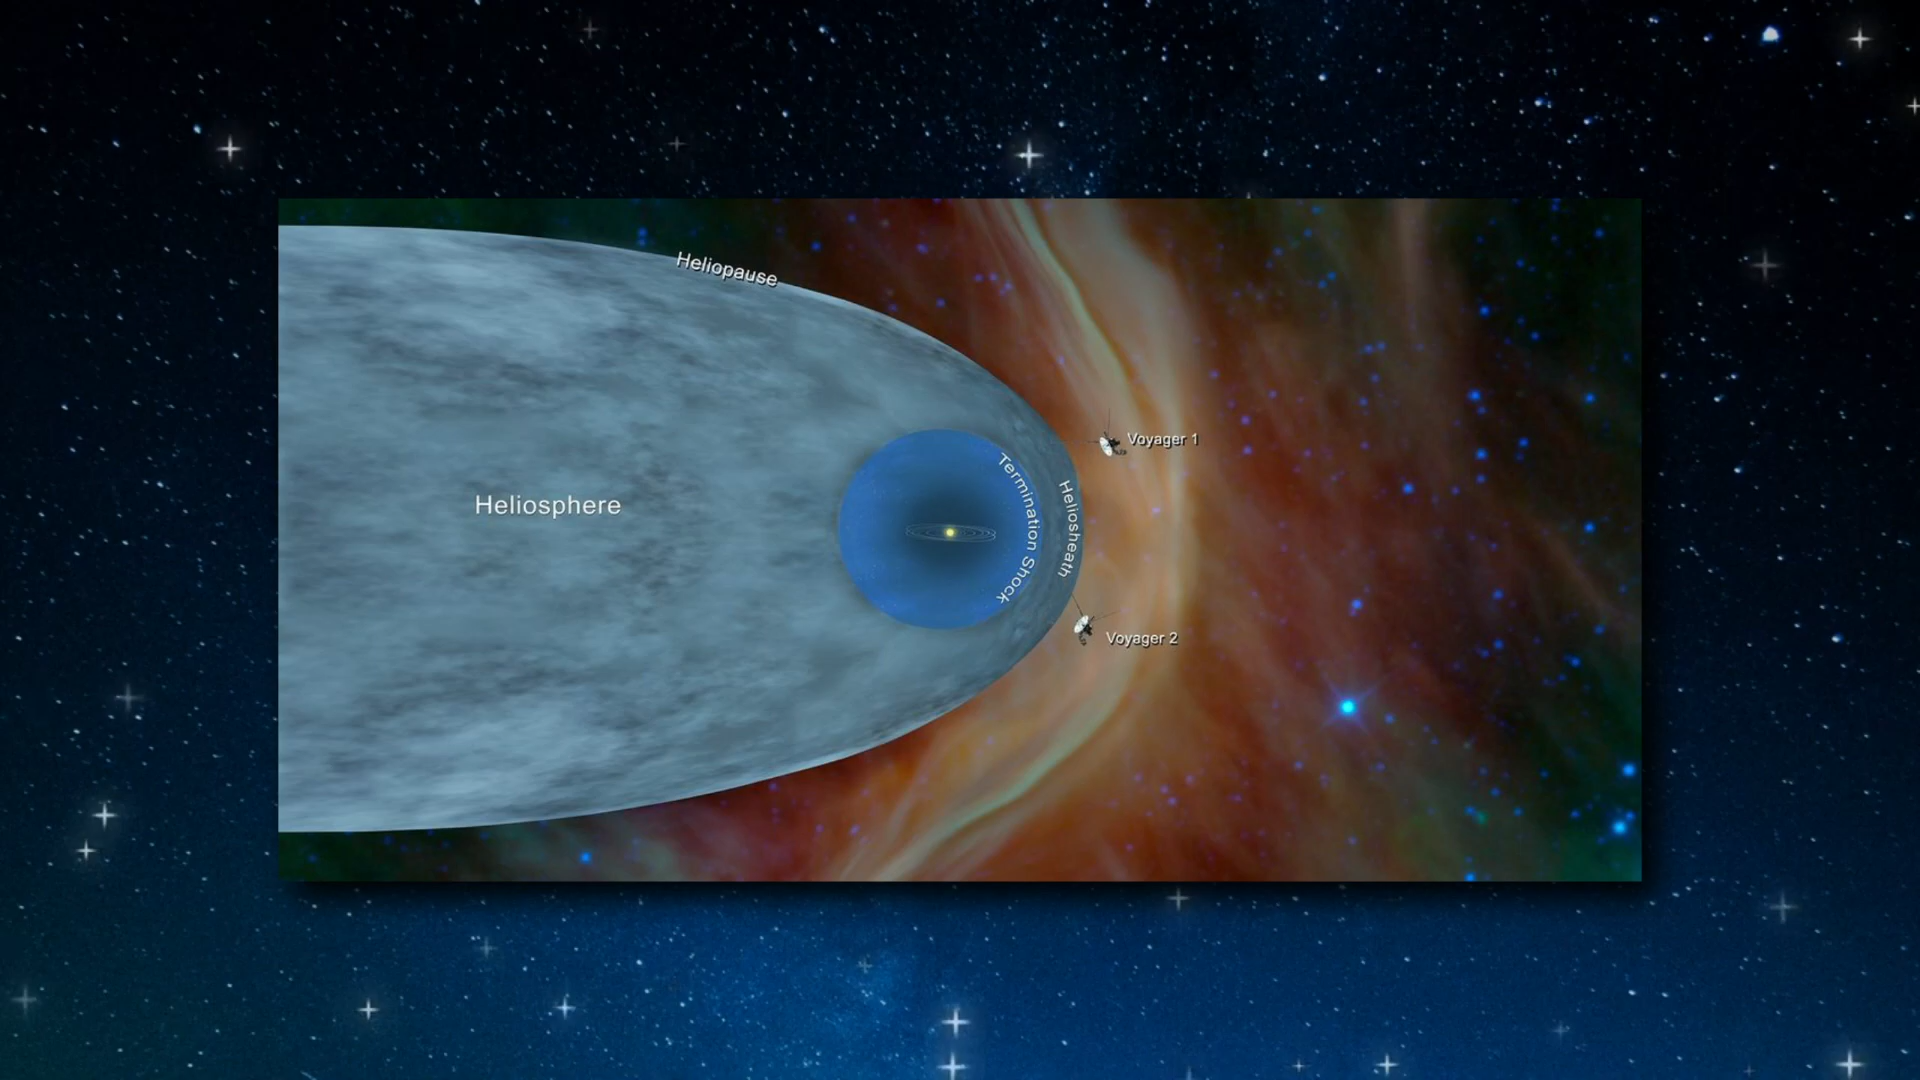 Heliopause
Voyager 1
Termination Shock
Heliosheath
Heliosphere
Voyager 2